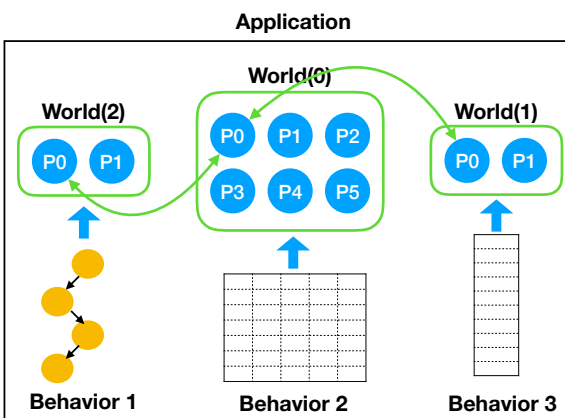 Application
World(0)
World(2)
World(1)
P0 P1
P0 P1 P2
P3 P4 P5
P0 P1
Behavior 1
Behavior 2
Behavior 3